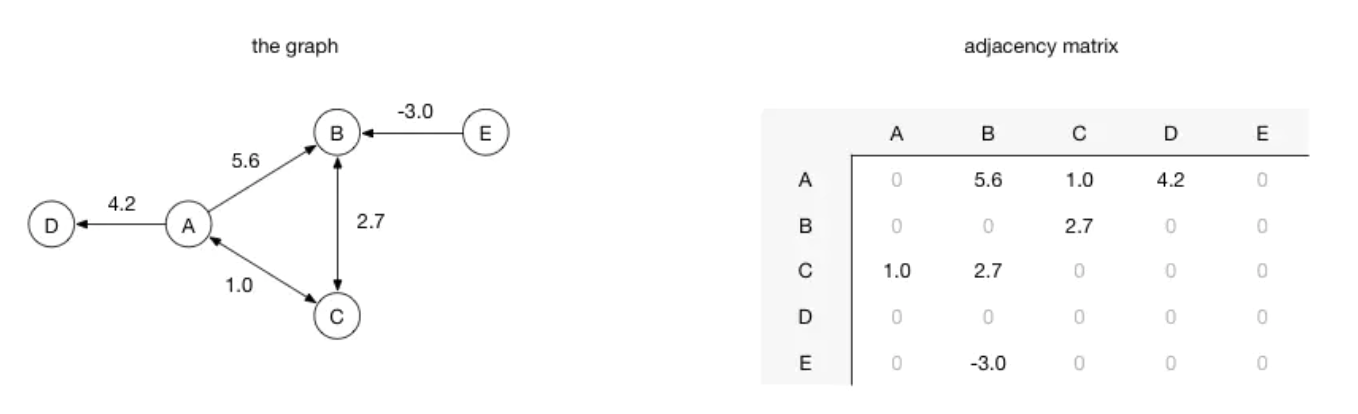 the graph
adjacency matrix
-3.0
B
E
5.6
4.2
D
A
2.7
1.0
C
A B C D E
A 0 5.6 1.0 4.2 0
B 0 0 2.7 0 0
C 1.0 2.7 0 0 0
D 0 0 0 0 0
E 0 -3.0 0 0 0